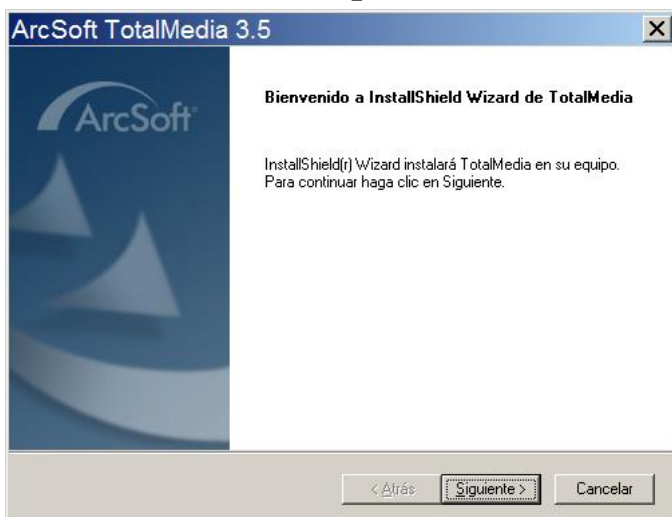 ArcSoft TotalMedia 3.5
ArcSoft
Bienvenido a InstallShield Wizard de TotalMedia
InstallShield(r) Wizard instalará TotalMedia en su equipo.
Para continuar haga clic en Siguiente.
< Atrás
Siguiente >
Cancelar